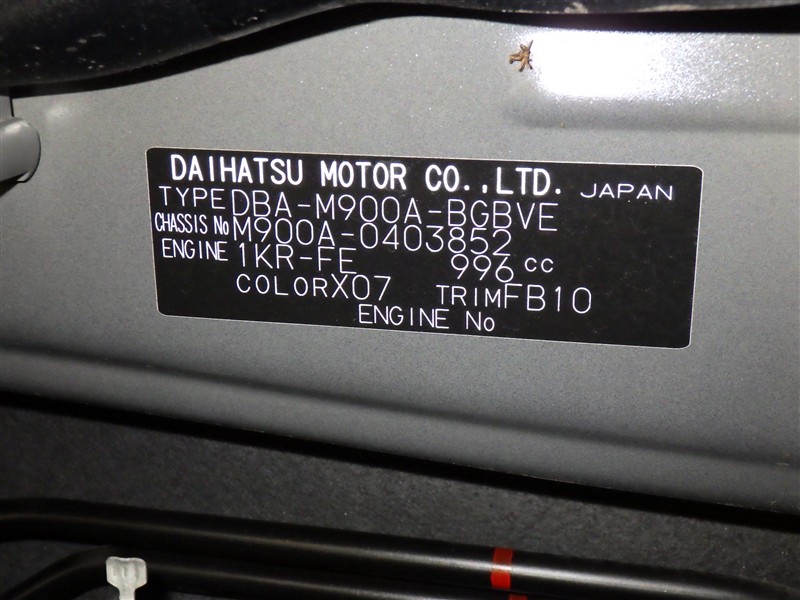 DAIHATSU MOTOR CO.,LTD. JAPAN
TYPE DBA-M900A-BGBVE
CHASSIS No M900A-0403852
ENGINE 1KR-FE 996 cc
COLOR X07 TRIM FB10
ENGINE No